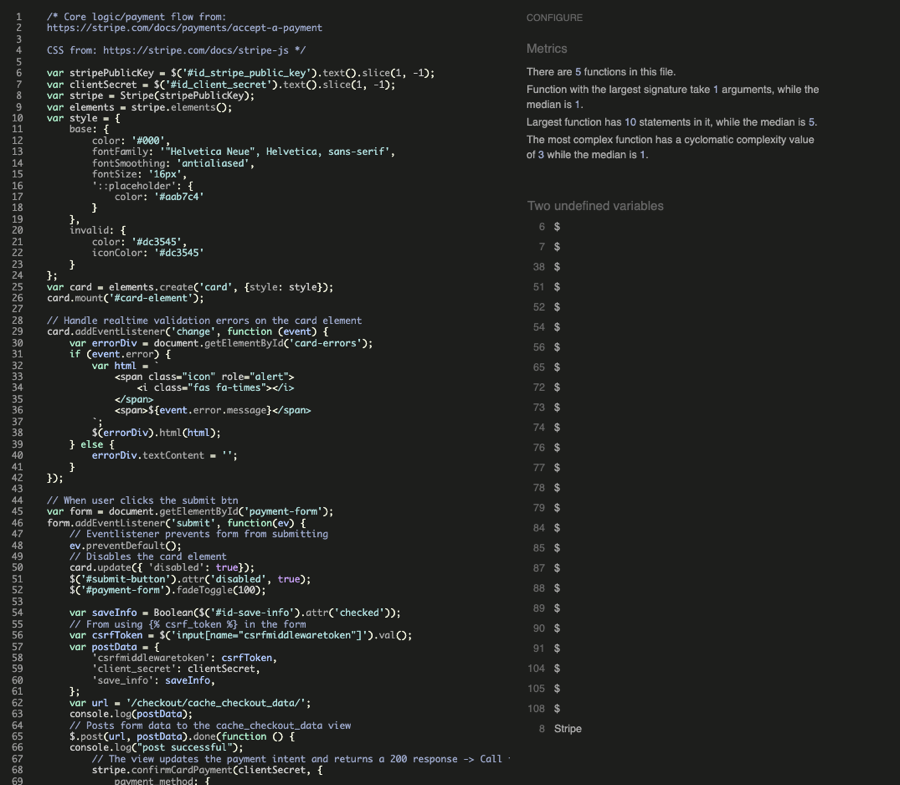 1 /* Core logic/payment flow from:
2 https://stripe.com/docs/payments/accept-a-payment
3
4 CSS from: https://stripe.com/docs/stripe-js */
5
6 var stripePublicKey = $('#id_stripe_public_key').text().slice(1, -1);
7 var clientSecret = $('#id_client_secret').text().slice(1, -1);
8 var stripe = Stripe(stripePublicKey);
9 var elements = stripe.elements();
10 var style = {
11 base: {
12 color: '#000',
13 fontFamily: '"Helvetica Neue", Helvetica, sans-serif',
14 fontSmoothing: 'antialiased',
15 fontSize: '16px',
16 '::placeholder': {
17 color: '#aab7c4'
18 }
19 },
20 invalid: {
21 color: '#dc3545',
22 iconColor: '#dc3545'
23 }
24 };
25 var card = elements.create('card', {style: style});
26 card.mount('#card-element');
27
28 // Handle realtime validation errors on the card element
29 card.addEventListener('change', function (event) {
30 var errorDiv = document.getElementById('card-errors');
31 if (event.error) {
32 var html = `
33 <span class="icon" role="alert">
34 <i class="fas fa-times"></i>
35 </span>
36 <span>${event.error.message}</span>
37 `;
38 $(errorDiv).html(html);
39 } else {
40 errorDiv.textContent = '';
41 }
42 });
43
44 // When user clicks the submit btn
45 var form = document.getElementById('payment-form');
46 form.addEventListener('submit', function(ev) {
47 // Eventlistener prevents form from submitting
48 ev.preventDefault();
49 // Disables the card element
50 card.update({ 'disabled': true});
51 $('#submit-button').attr('disabled', true);
52 $('#payment-form').fadeToggle(100);
53
54 var saveInfo = Boolean($('#id-save-info').attr('checked'));
55 // From using {% csrf_token %} in the form
56 var csrfToken = $('input[name="csrfmiddlewaretoken"]').val();
57 var postData = {
58 'csrfmiddlewaretoken': csrfToken,
59 'client_secret': clientSecret,
60 'save_info': saveInfo,
61 };
62 var url = '/checkout/cache_checkout_data/';
63 console.log(postData);
64 // Posts form data to the cache_checkout_data view
65 $.post(url, postData).done(function () {
66 console.log("post successful");
67 // The view updates the payment intent and returns a 200 response -> Call
68 stripe.confirmCardPayment(clientSecret, {
69 payment_method: {
CONFIGURE
Metrics
There are 5 functions in this file.
Function with the largest signature take 1 arguments, while the
median is 1.
Largest function has 10 statements in it, while the median is 5.
The most complex function has a cyclomatic complexity value
of 3 while the median is 1.
Two undefined variables
6 $
7 $
38 $
51 $
52 $
54 $
56 $
65 $
72 $
73 $
74 $
76 $
77 $
78 $
79 $
84 $
85 $
87 $
88 $
89 $
90 $
91 $
104 $
105 $
108 $
8 Stripe